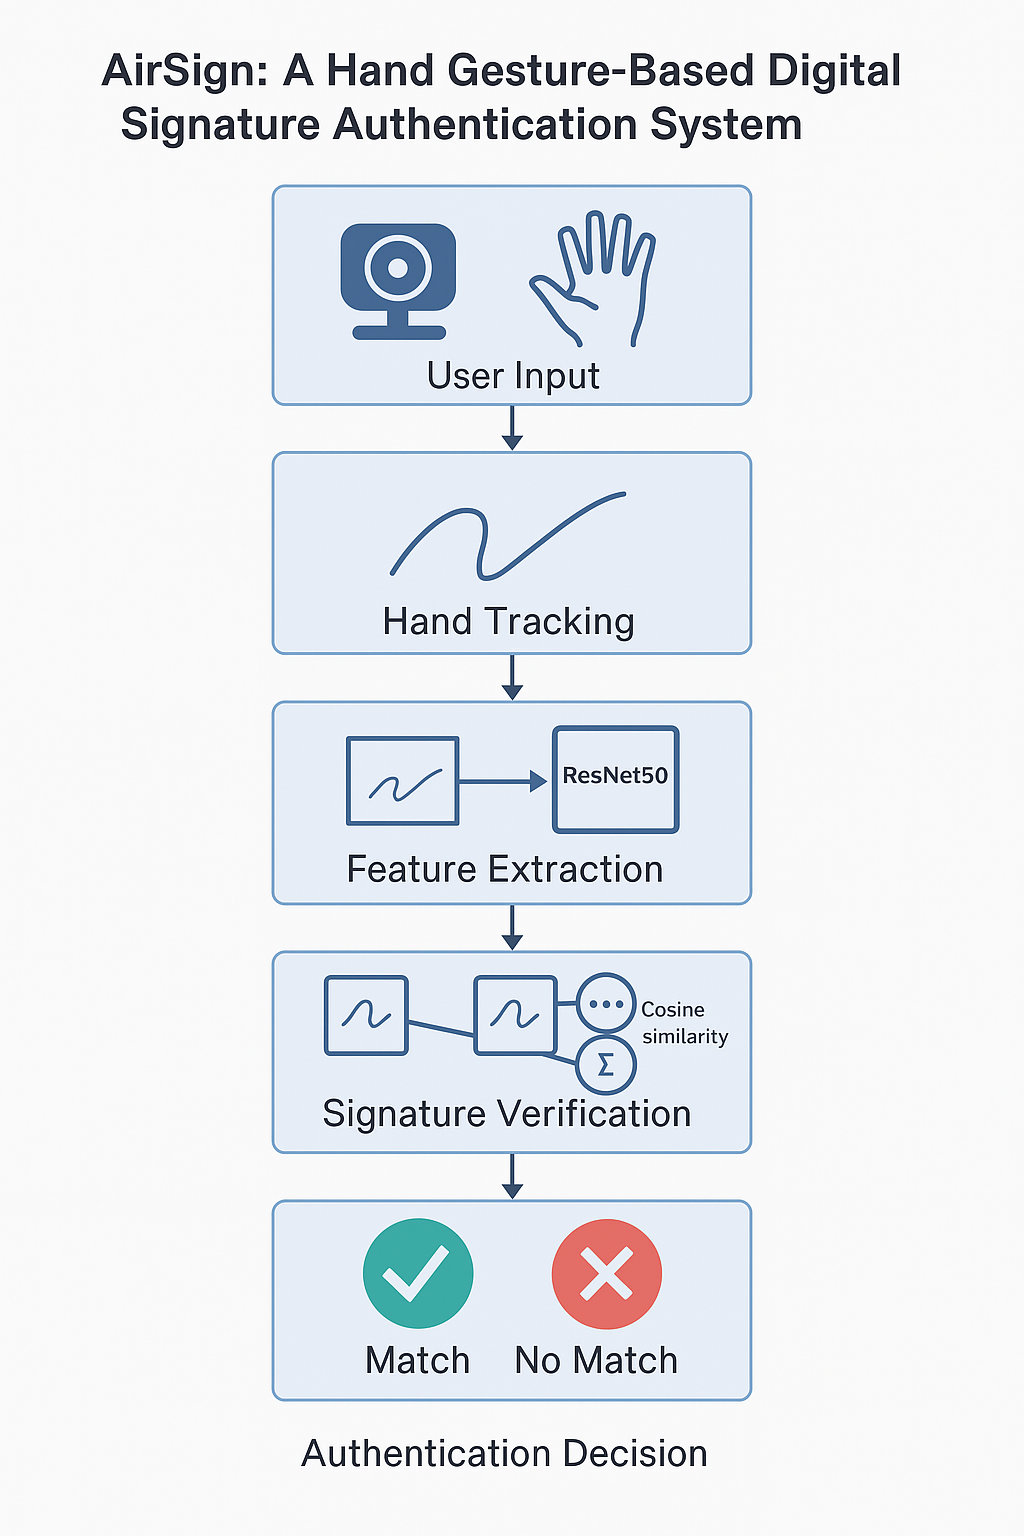 AirSign: A Hand Gesture-Based Digital
Signature Authentication System
User Input
Hand Tracking
ResNet50
Feature Extraction
Cosine
similarity
Σ
Signature Verification
Match No Match
Authentication Decision